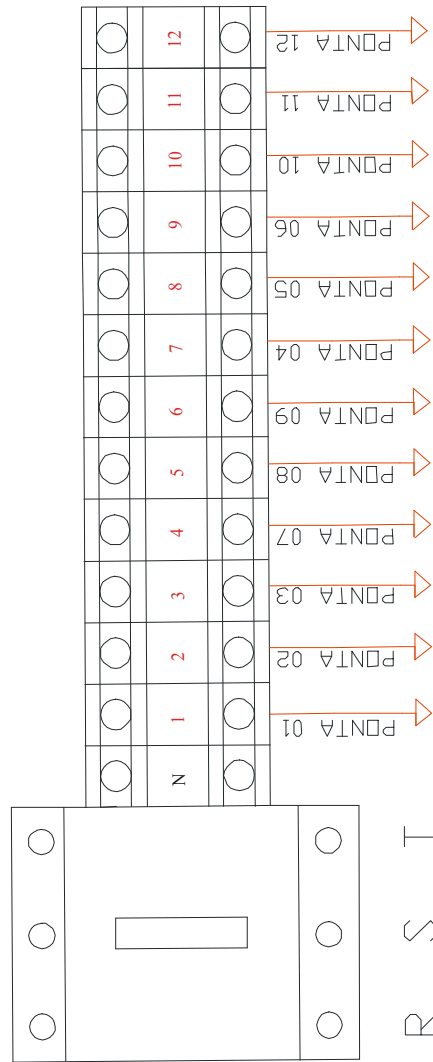 12 PONTA 12
11 PONTA 11
10 PONTA 10
9 PONTA 06
8 PONTA 05
7 PONTA 04
6 PONTA 09
5 PONTA 08
4 PONTA 07
3 PONTA 03
2 PONTA 02
1 PONTA 01
N
R S T